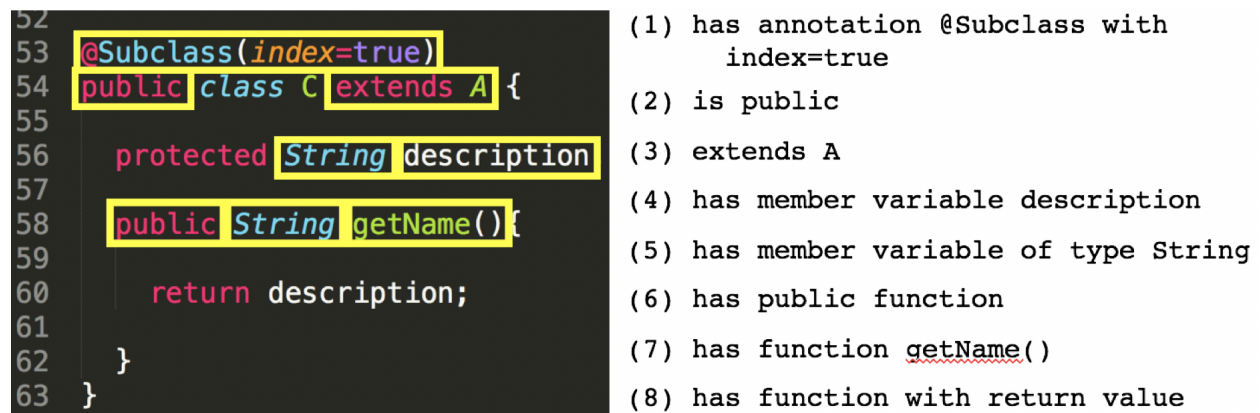 52
53 @Subclass(index=true)
54 public class C extends A {
55
56 protected String description
57
58 public String getName(){
59
60 return description;
61
62 }
63 }
(1) has annotation @Subclass with
index=true
(2) is public
(3) extends A
(4) has member variable description
(5) has member variable of type String
(6) has public function
(7) has function getName()
(8) has function with return value